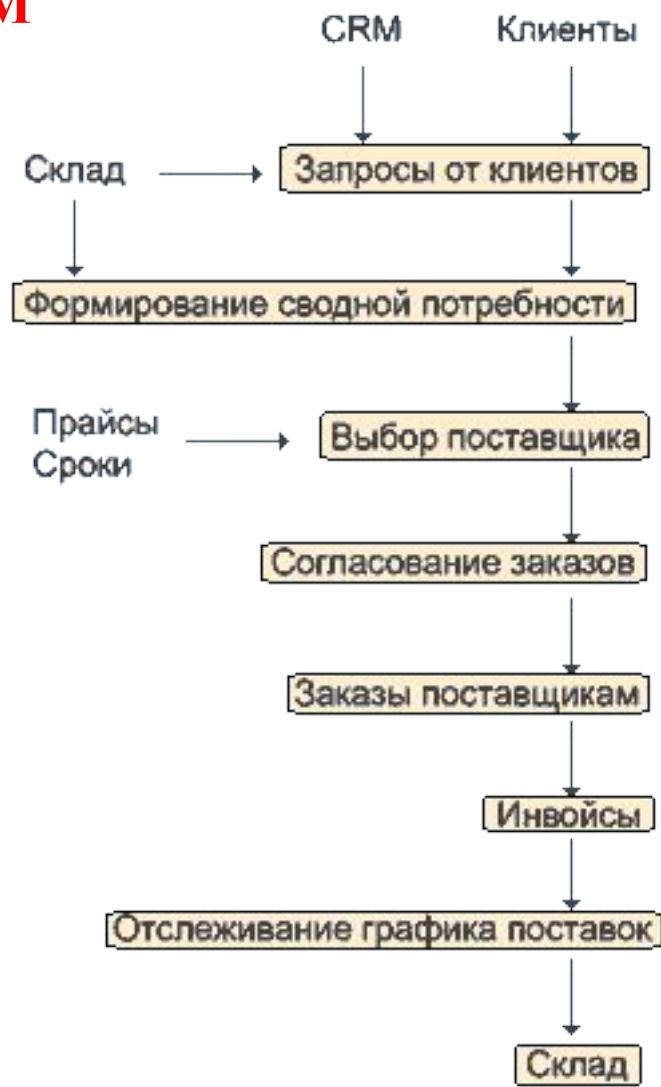 М
CRM Клиенты
Склад Запросы от клиентов
Формирование сводной потребности
Прайсы
Сроки
Выбор поставщика
Согласование заказов
Заказы поставщикам
Инвойсы
Отслеживание графика поставок
Склад